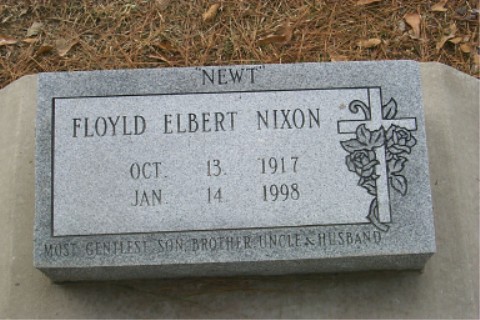 "NEWT"
FLOYLD ELBERT NIXON
OCT. 13. 1917
JAN. 14. 1998
MOST GENTLEST SON, BROTHER, UNCLE & HUSBAND